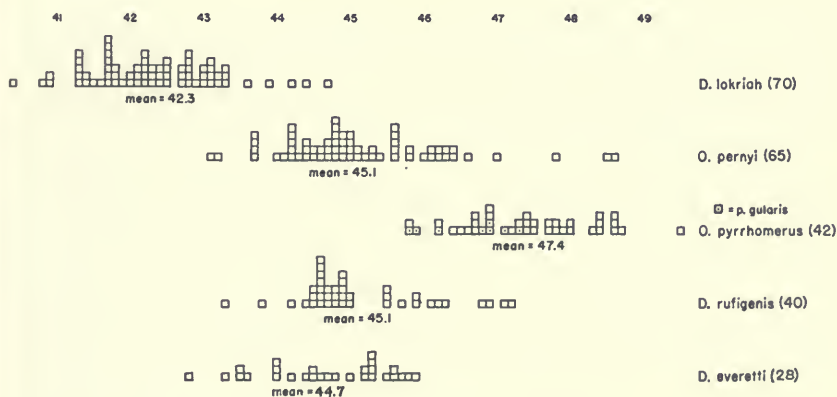 41 42 43 44 45 46 47 48 49
D. lokriah (70)
mean = 42.3
O. pernyi (65)
mean = 45.1
▣ = p. gularis
O. pyrrhomerus (42)
mean = 47.4
D. rufigenis (40)
mean = 45.1
D. everetti (28)
mean = 44.7